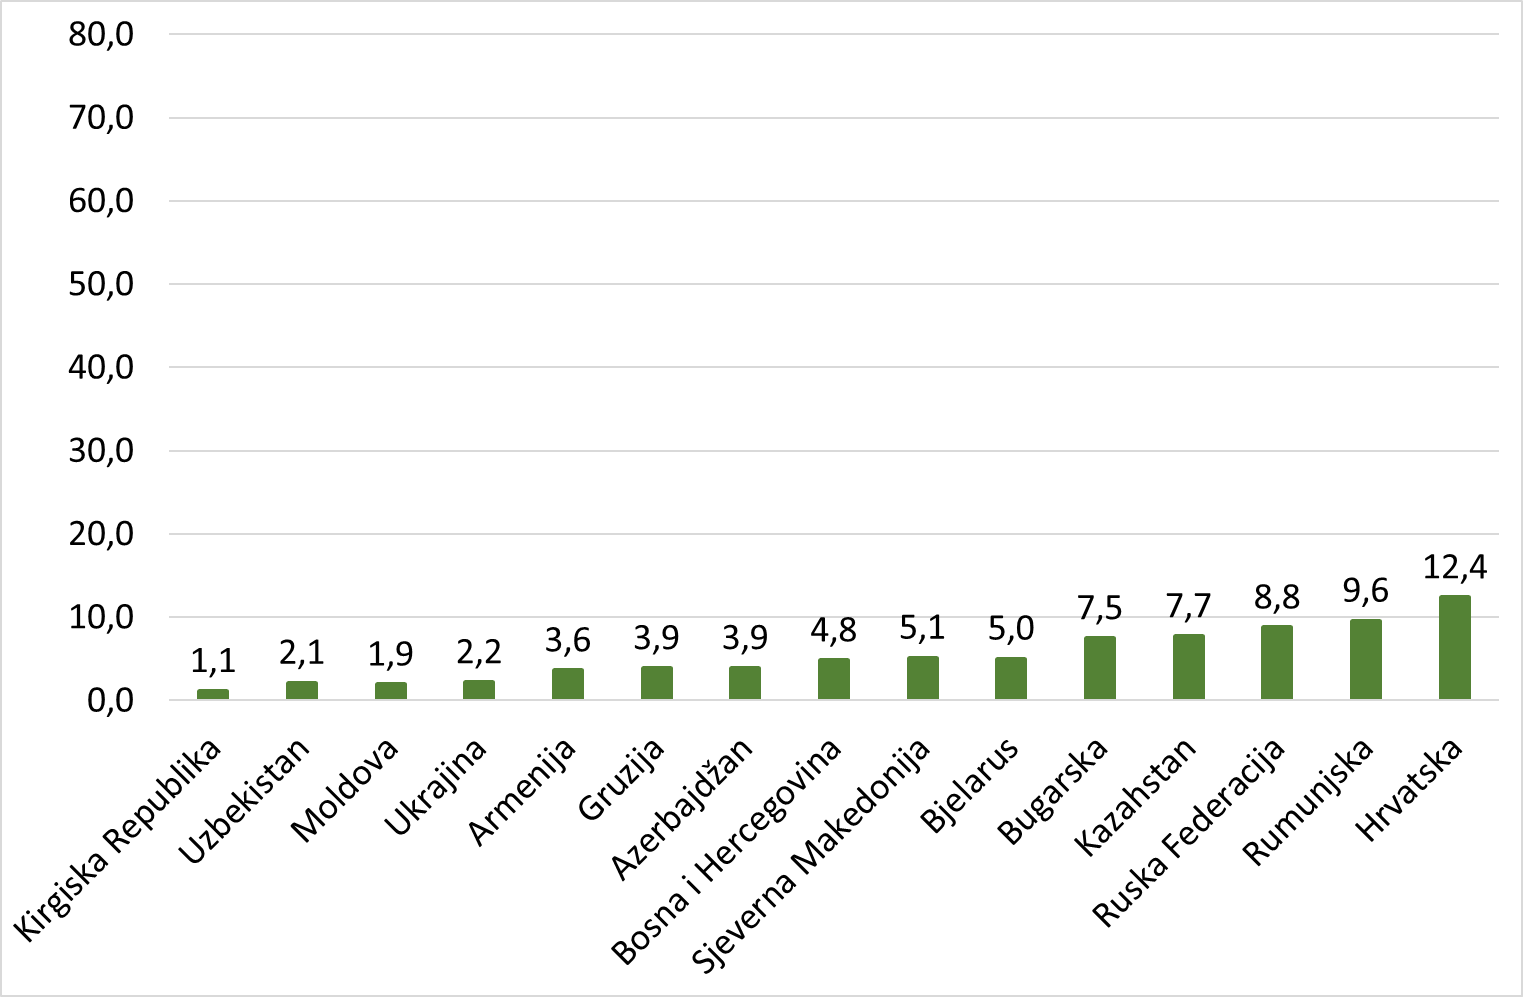 80,0
70,0
60,0
50,0
40,0
30,0
20,0
10,0
0,0
1,1
2,1
1,9
2,2
3,6
3,9
3,9
4,8
5,1
5,0
7,5
7,7
8,8
9,6
12,4
Kirgiska Republika
Uzbekistan
Moldova
Ukrajina
Armenija
Gruzija
Azerbajdžan
Bosna i Hercegovina
Sjeverna Makedonija
Bjelarus
Bugarska
Kazahstan
Ruska Federacija
Rumunjska
Hrvatska